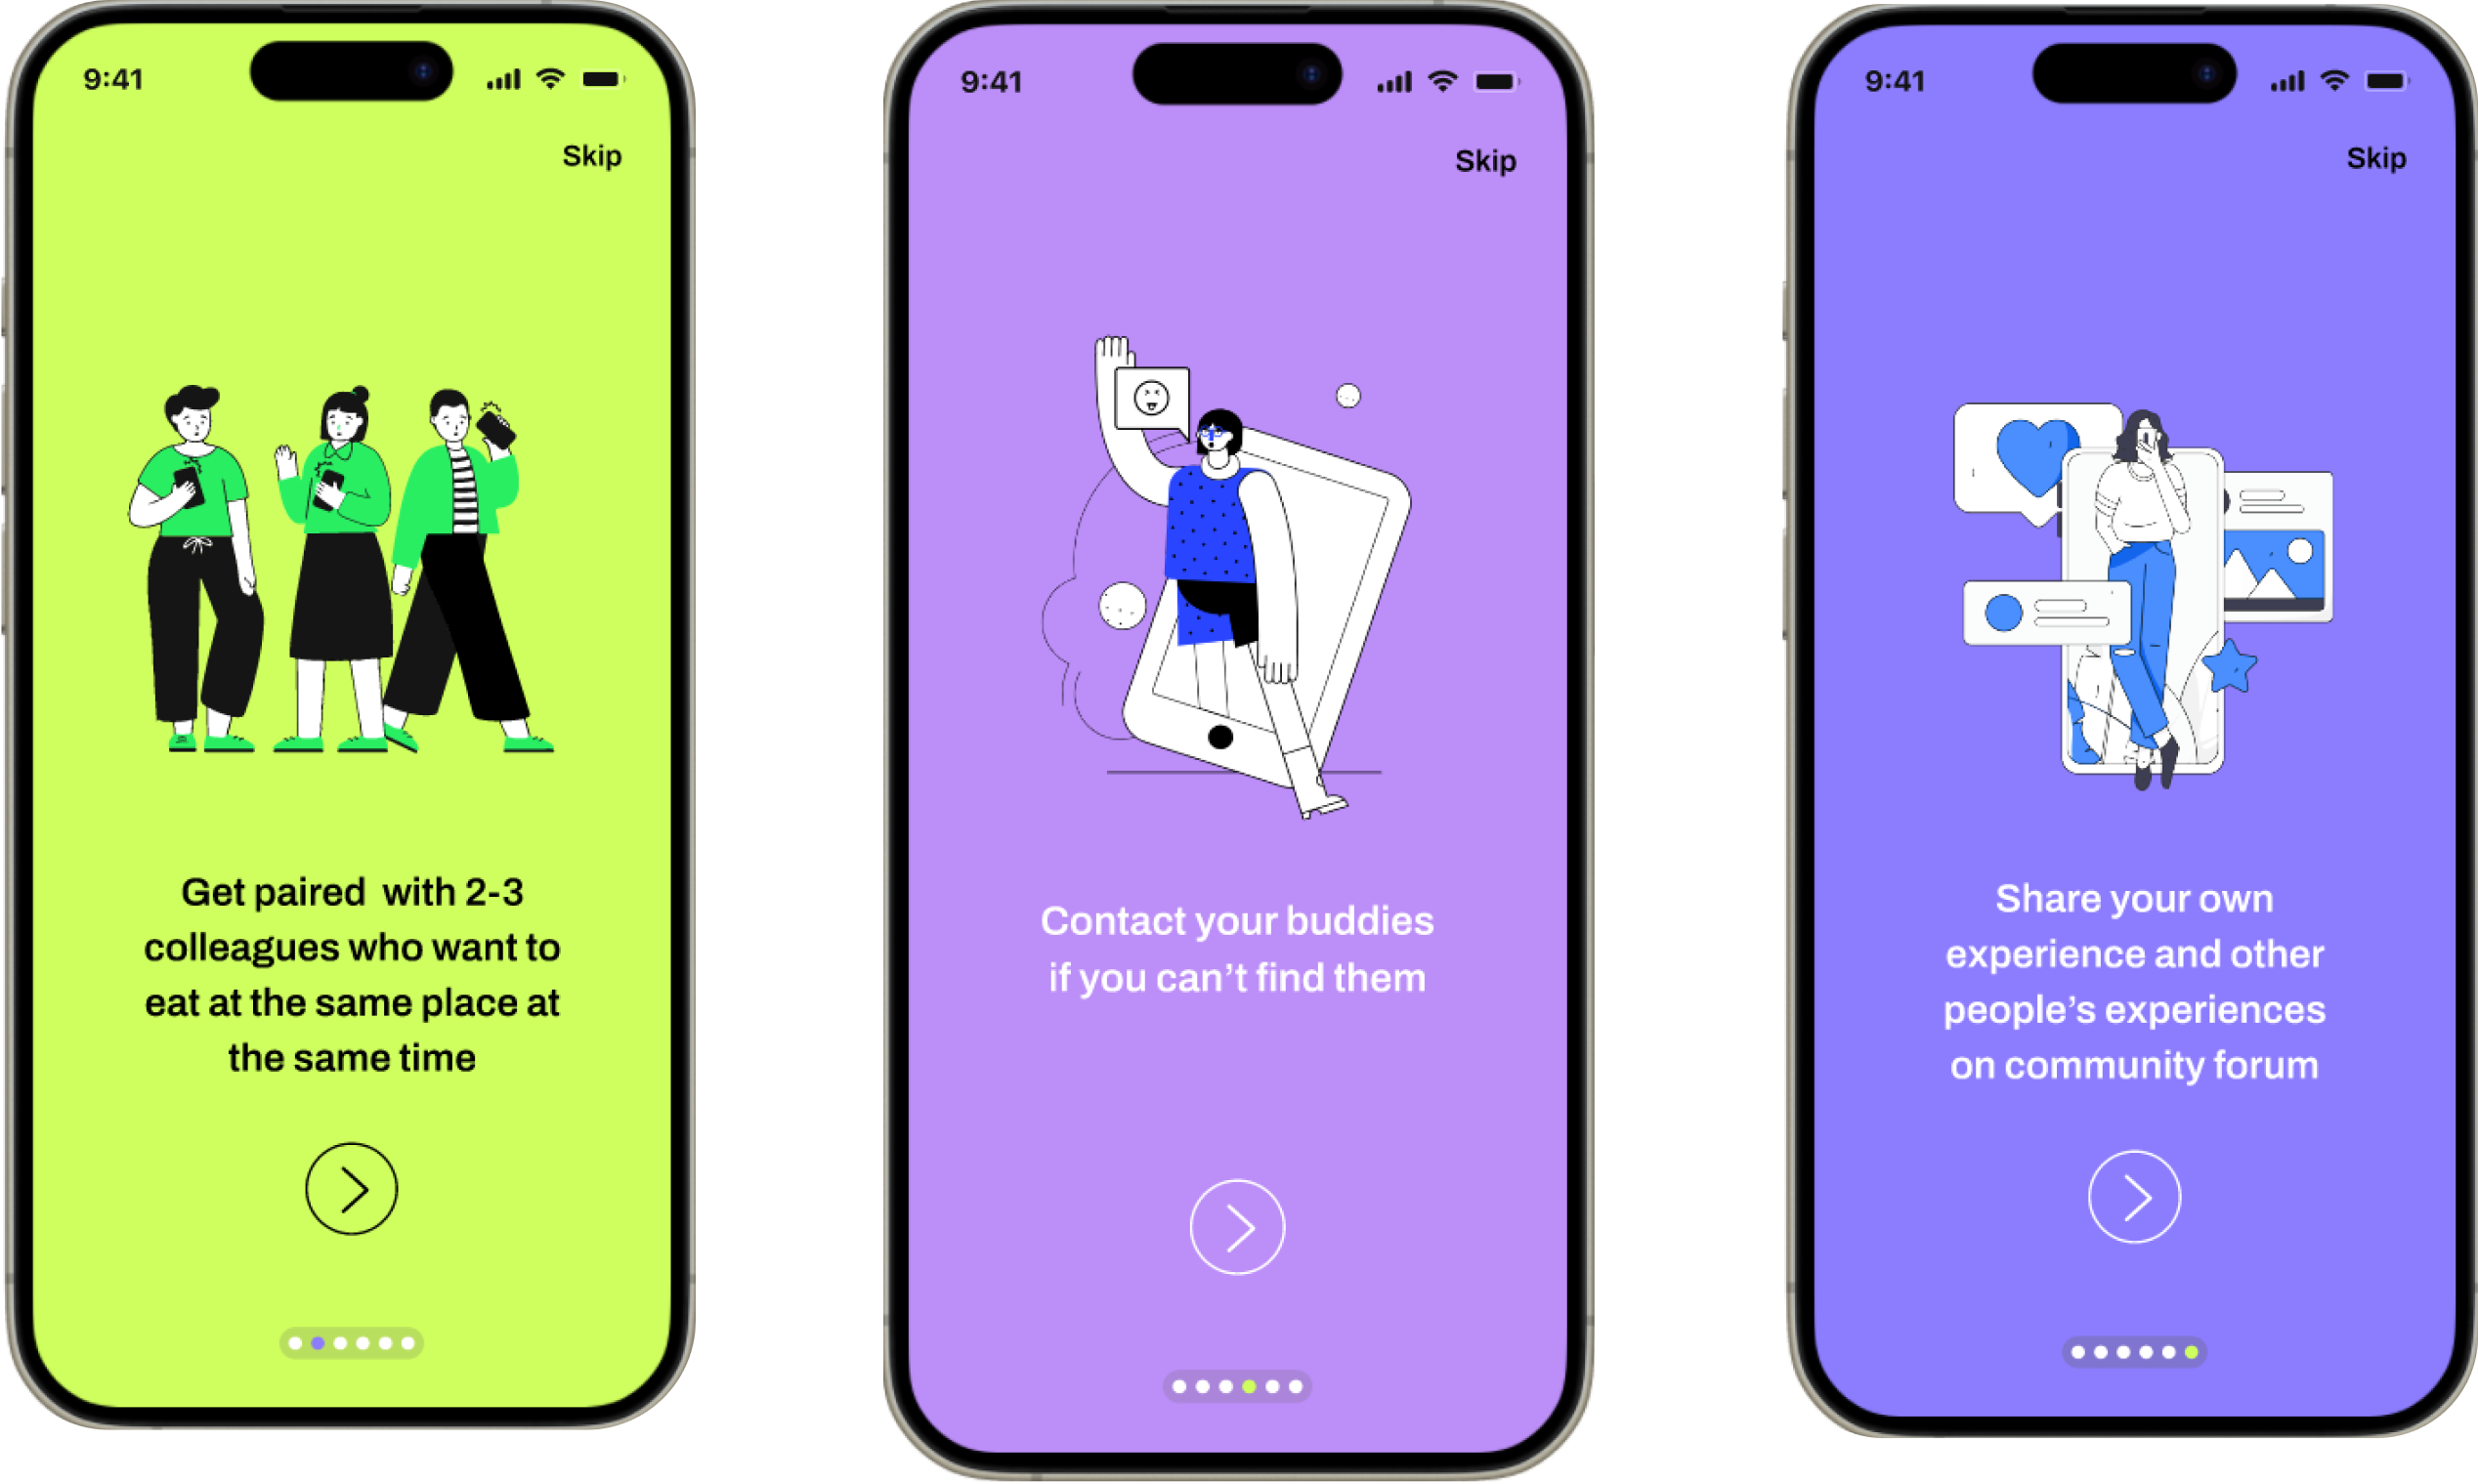 9:41
Skip
Get paired  with 2-3
colleagues who want to
eat at the same place at
the same time
9:41
Skip
Contact your buddies
if you can’t find them
9:41
Skip
Share your own
experience and other
people’s experiences
on community forum